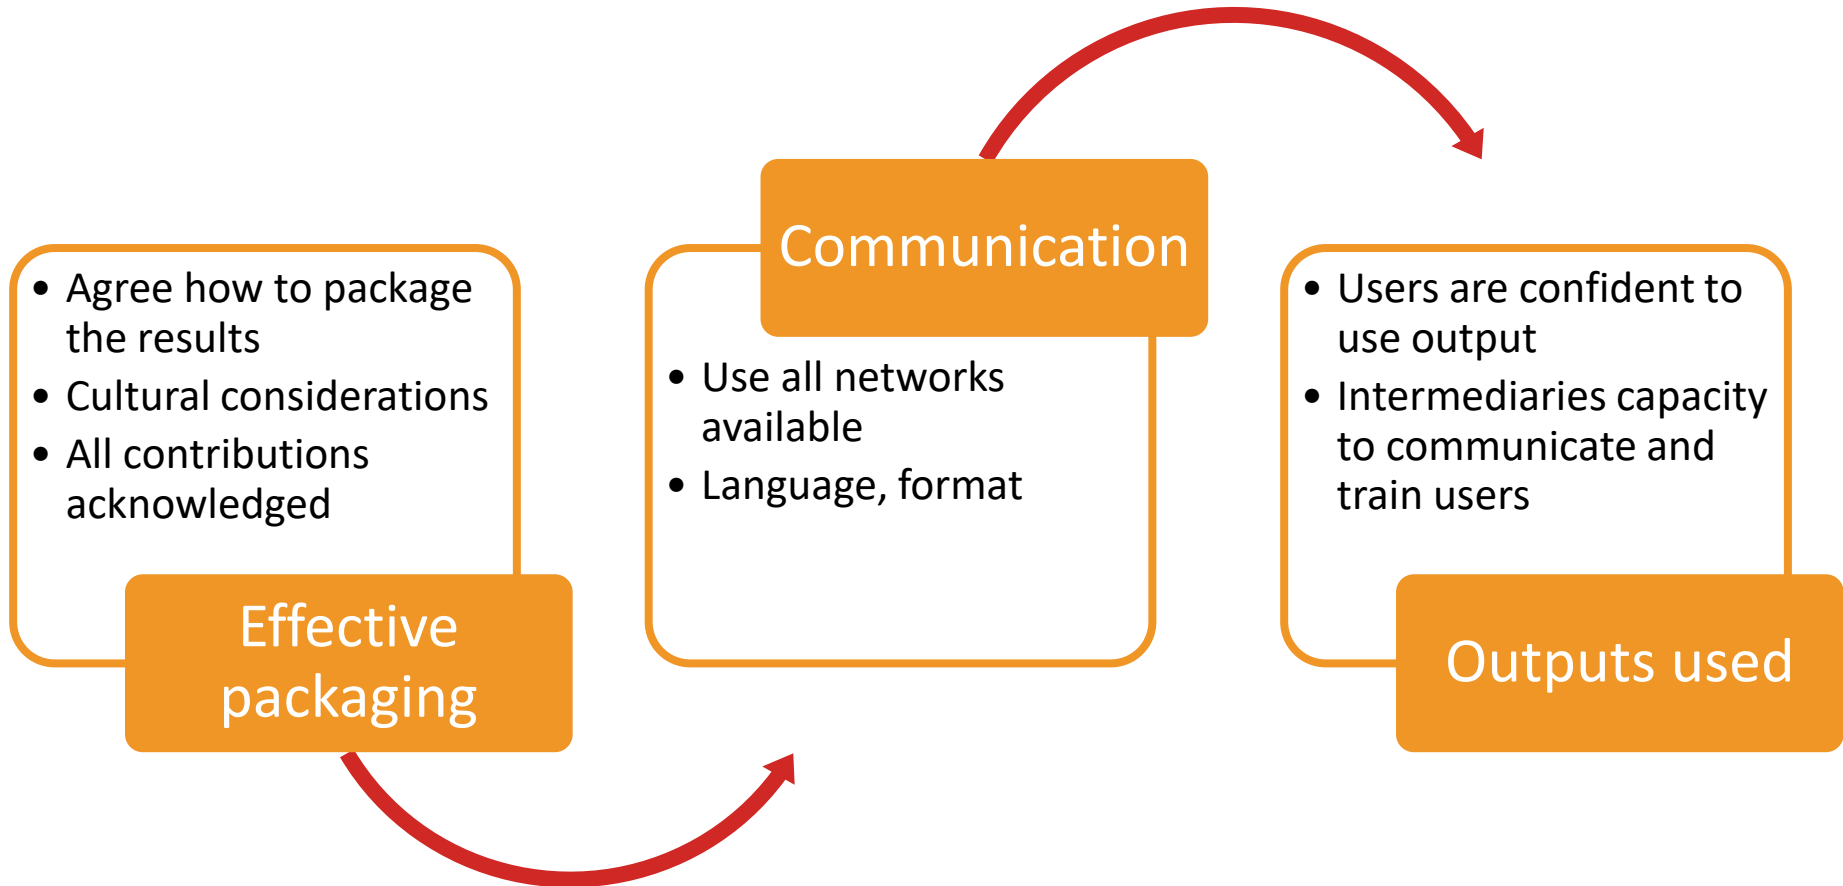 • Agree how to package
the results
• Cultural considerations
• All contributions
acknowledged
Effective
packaging
Communication
• Use all networks
available
• Language, format
• Users are confident to
use output
• Intermediaries capacity
to communicate and
train users
Outputs used